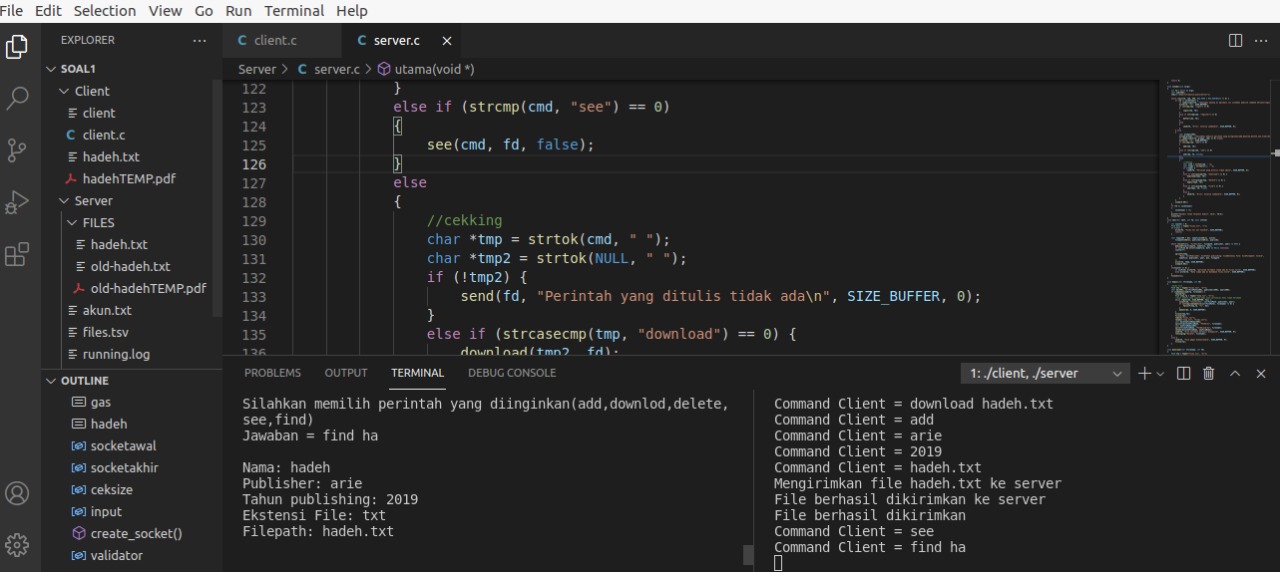 File Edit Selection View Go Run Terminal Help
EXPLORER ...
SOAL1
Client
client
client.c
hadeh.txt
hadehTEMP.pdf
Server
FILES
hadeh.txt
old-hadeh.txt
old-hadehTEMP.pdf
akun.txt
files.tsv
running.log
OUTLINE
gas
hadeh
socketawal
socketakhir
ceksize
input
create_socket()
validator
C client.c C server.c ×
Server > C server.c > utama(void *)
122 }
123 else if (strcmp(cmd, "see") == 0)
124 {
125 see(cmd, fd, false);
126 }
127 else
128 {
129 //cekking
130 char *tmp = strtok(cmd, " ");
131 char *tmp2 = strtok(NULL, " ");
132 if (!tmp2) {
133 send(fd, "Perintah yang ditulis tidak ada\n", SIZE_BUFFER, 0);
134 }
135 else if (strcasecmp(tmp, "download") == 0) {
136 download(tmp2, fd);
PROBLEMS OUTPUT TERMINAL DEBUG CONSOLE 1: ./client, ./server
Silahkan memilih perintah yang diinginkan(add,downlod,delete,
see,find)
Jawaban = find ha
Nama: hadeh
Publisher: arie
Tahun publishing: 2019
Ekstensi File: txt
Filepath: hadeh.txt
Command Client = download hadeh.txt
Command Client = add
Command Client = arie
Command Client = 2019
Command Client = hadeh.txt
Mengirimkan file hadeh.txt ke server
File berhasil dikirimkan ke server
File berhasil dikirimkan
Command Client = see
Command Client = find ha